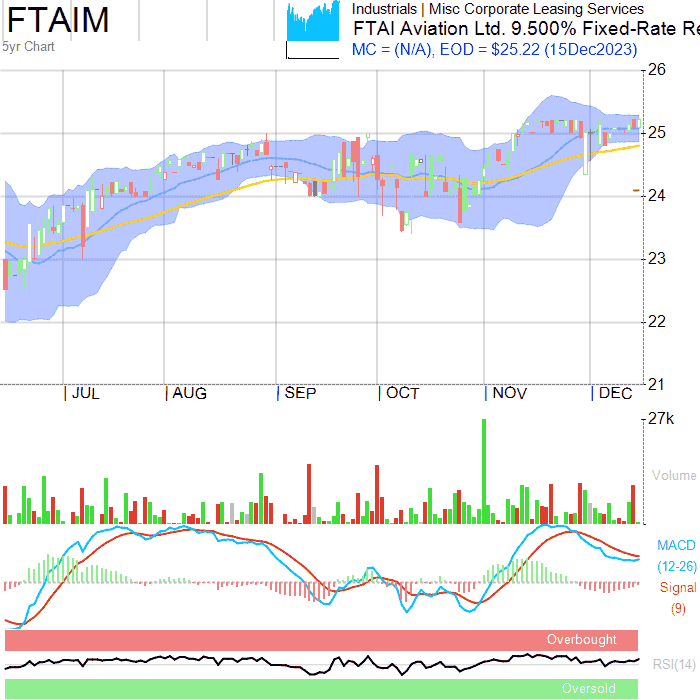 FTAIM
5yr Chart
Industrials | Misc Corporate Leasing Services
FTAI Aviation Ltd. 9.500% Fixed-Rate Re
MC = (N/A), EOD = $25.22 (15Dec2023)
26
25
24
23
22
21
| JUL | AUG | SEP | OCT | NOV | DEC
27k
Volume
MACD
(12-26)
Signal
(9)
Overbought
RSI(14)
Oversold